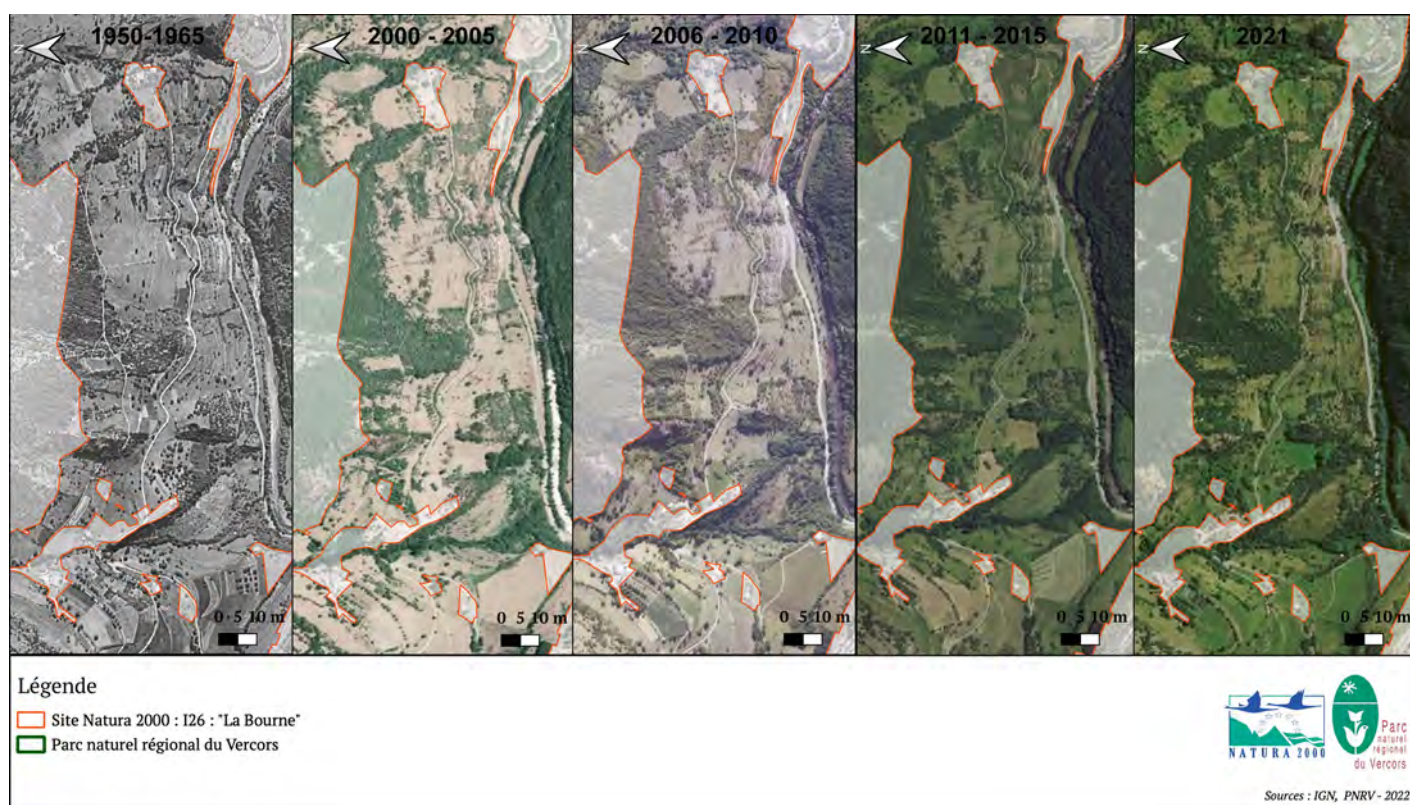 1950-1965
2000 - 2005
2006 - 2010
2011 - 2015
2021
N
N
N
N
N
0 5 10 m
0 5 10 m
0 5 10 m
0 5 10 m
0 5 10 m
Légende
Site Natura 2000 : I26 : "La Bourne"
Parc naturel régional du Vercors
NATURA 2000
Parc
naturel
régional
du Vercors
Sources : IGN, PNRV - 2022